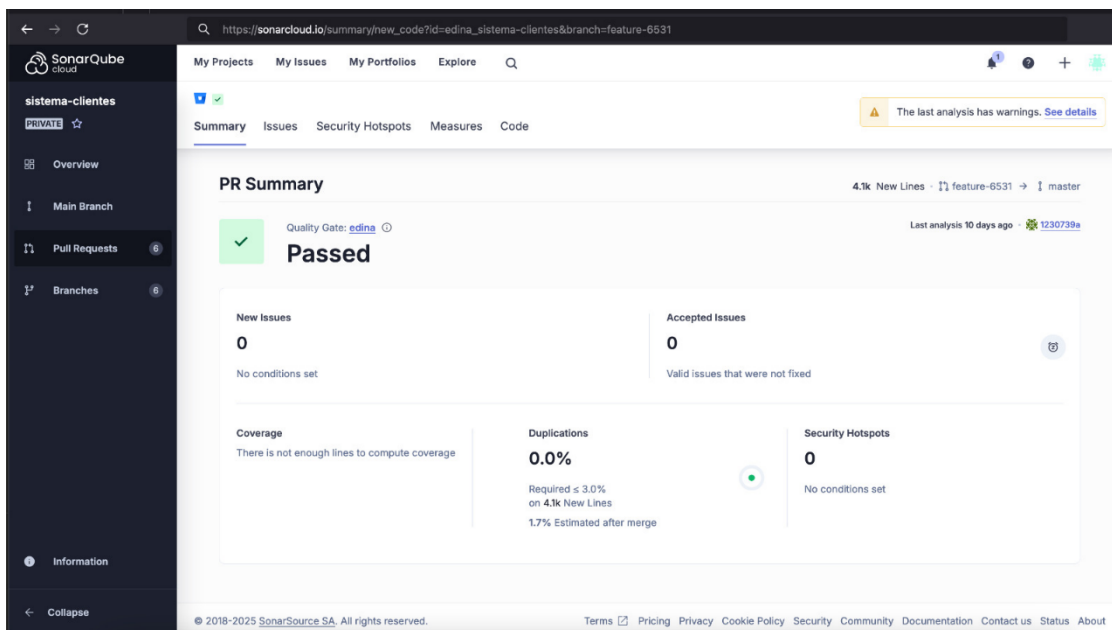 https://sonarcloud.io/summary/new_code?id=edina_sistema-clientes&branch=feature-6531
SonarQube
cloud
My Projects My Issues My Portfolios Explore
1
sistema-clientes
PRIVATE
The last analysis has warnings. See details
Summary Issues Security Hotspots Measures Code
Overview
Main Branch
Pull Requests 6
Branches 6
PR Summary
4.1k New Lines · feature-6531 → master
Quality Gate: edina
Passed
Last analysis 10 days ago · 1230739a
New Issues
0
No conditions set
Accepted Issues
0
Valid issues that were not fixed
Coverage
There is not enough lines to compute coverage
Duplications
0.0%
Required ≤ 3.0%
on 4.1k New Lines
1.7% Estimated after merge
Security Hotspots
0
No conditions set
Information
Collapse
© 2018-2025 SonarSource SA. All rights reserved.
Terms Pricing Privacy Cookie Policy Security Community Documentation Contact us Status About